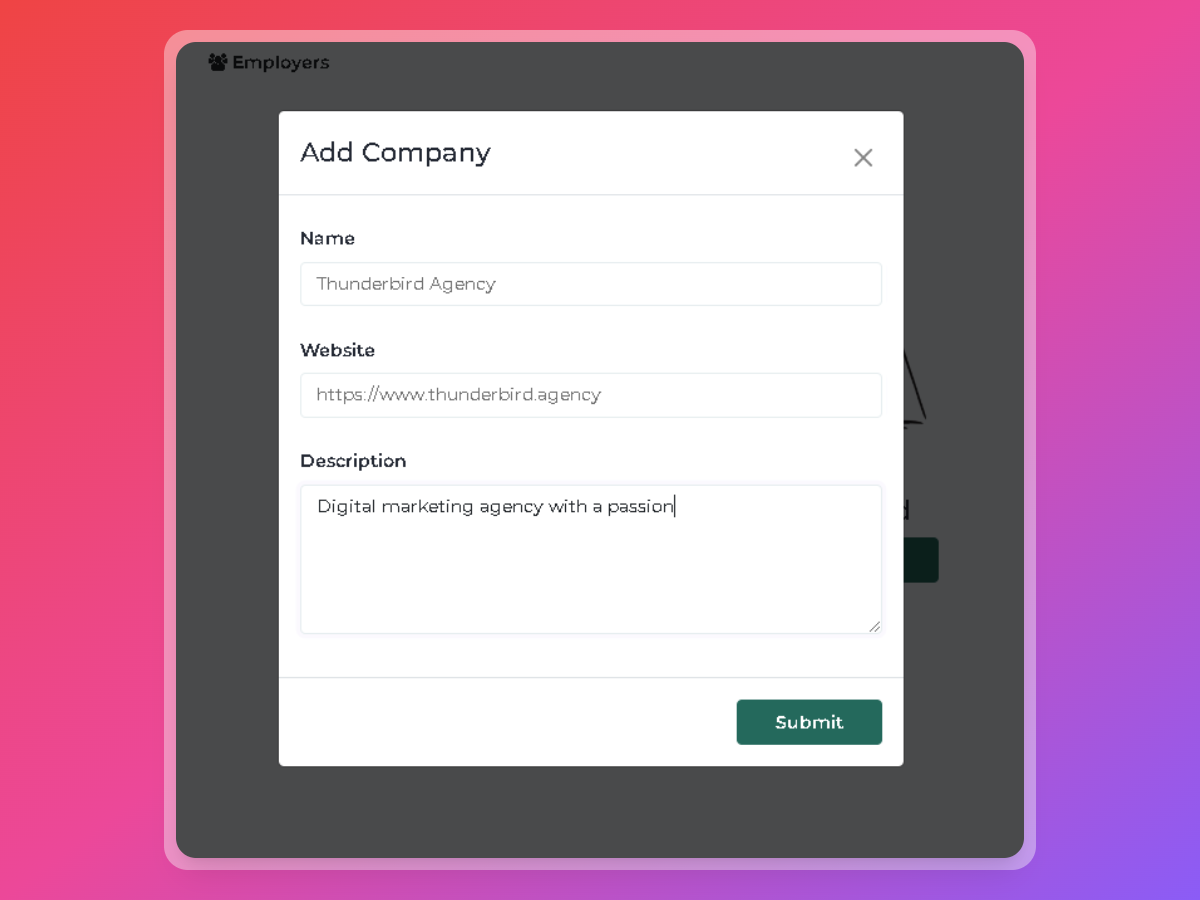 Employers
Add Company
Name
Thunderbird Agency
Website
https://www.thunderbird.agency
Description
Digital marketing agency with a passion
Submit